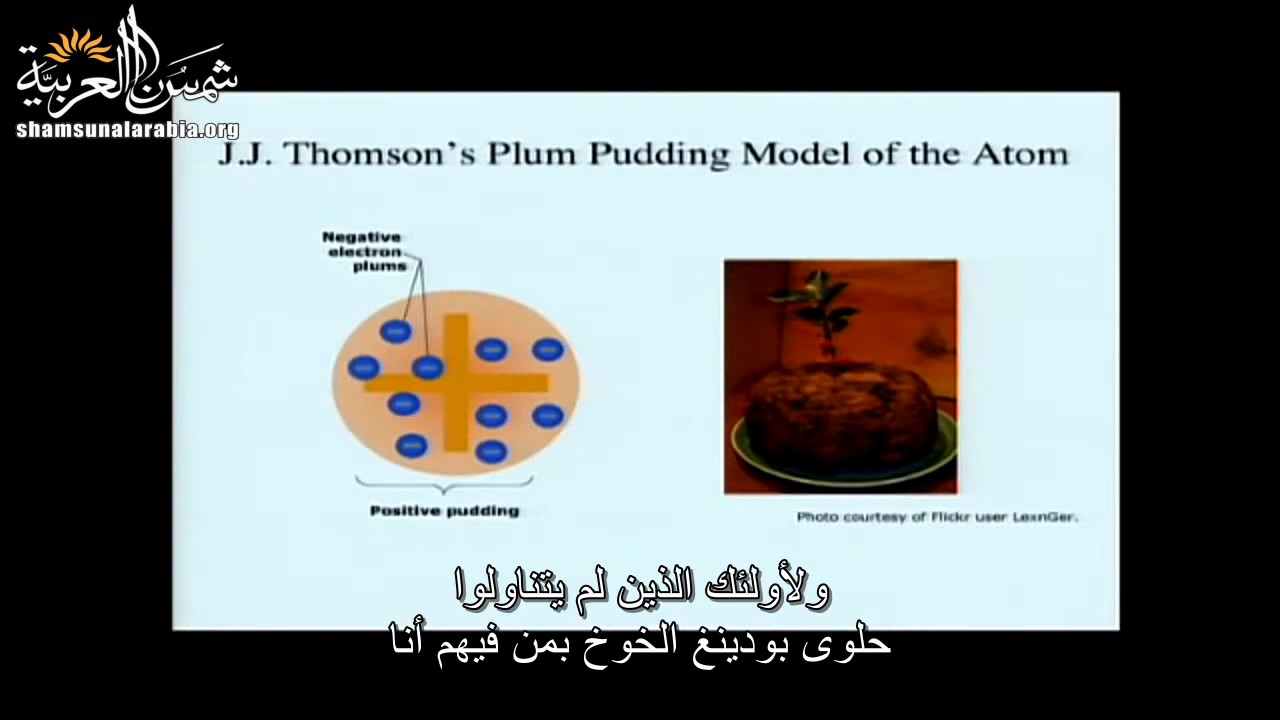 شمس العربية
shamsunalarabia.org
J.J. Thomson's Plum Pudding Model of the Atom
Negative
electron
plums
Positive pudding
Photo courtesy of Flickr user LexnGer.
ولأولئك الذين لم يتناولوا
حلوى بودينغ الخوخ بمن فيهم أنا